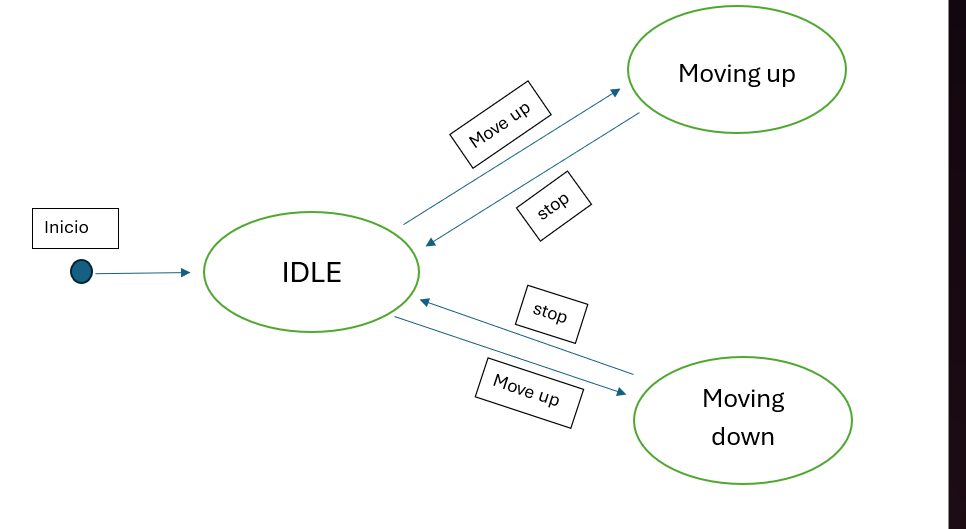 Moving up
Move up
stop
Inicio
IDLE
stop
Move up
Moving
down